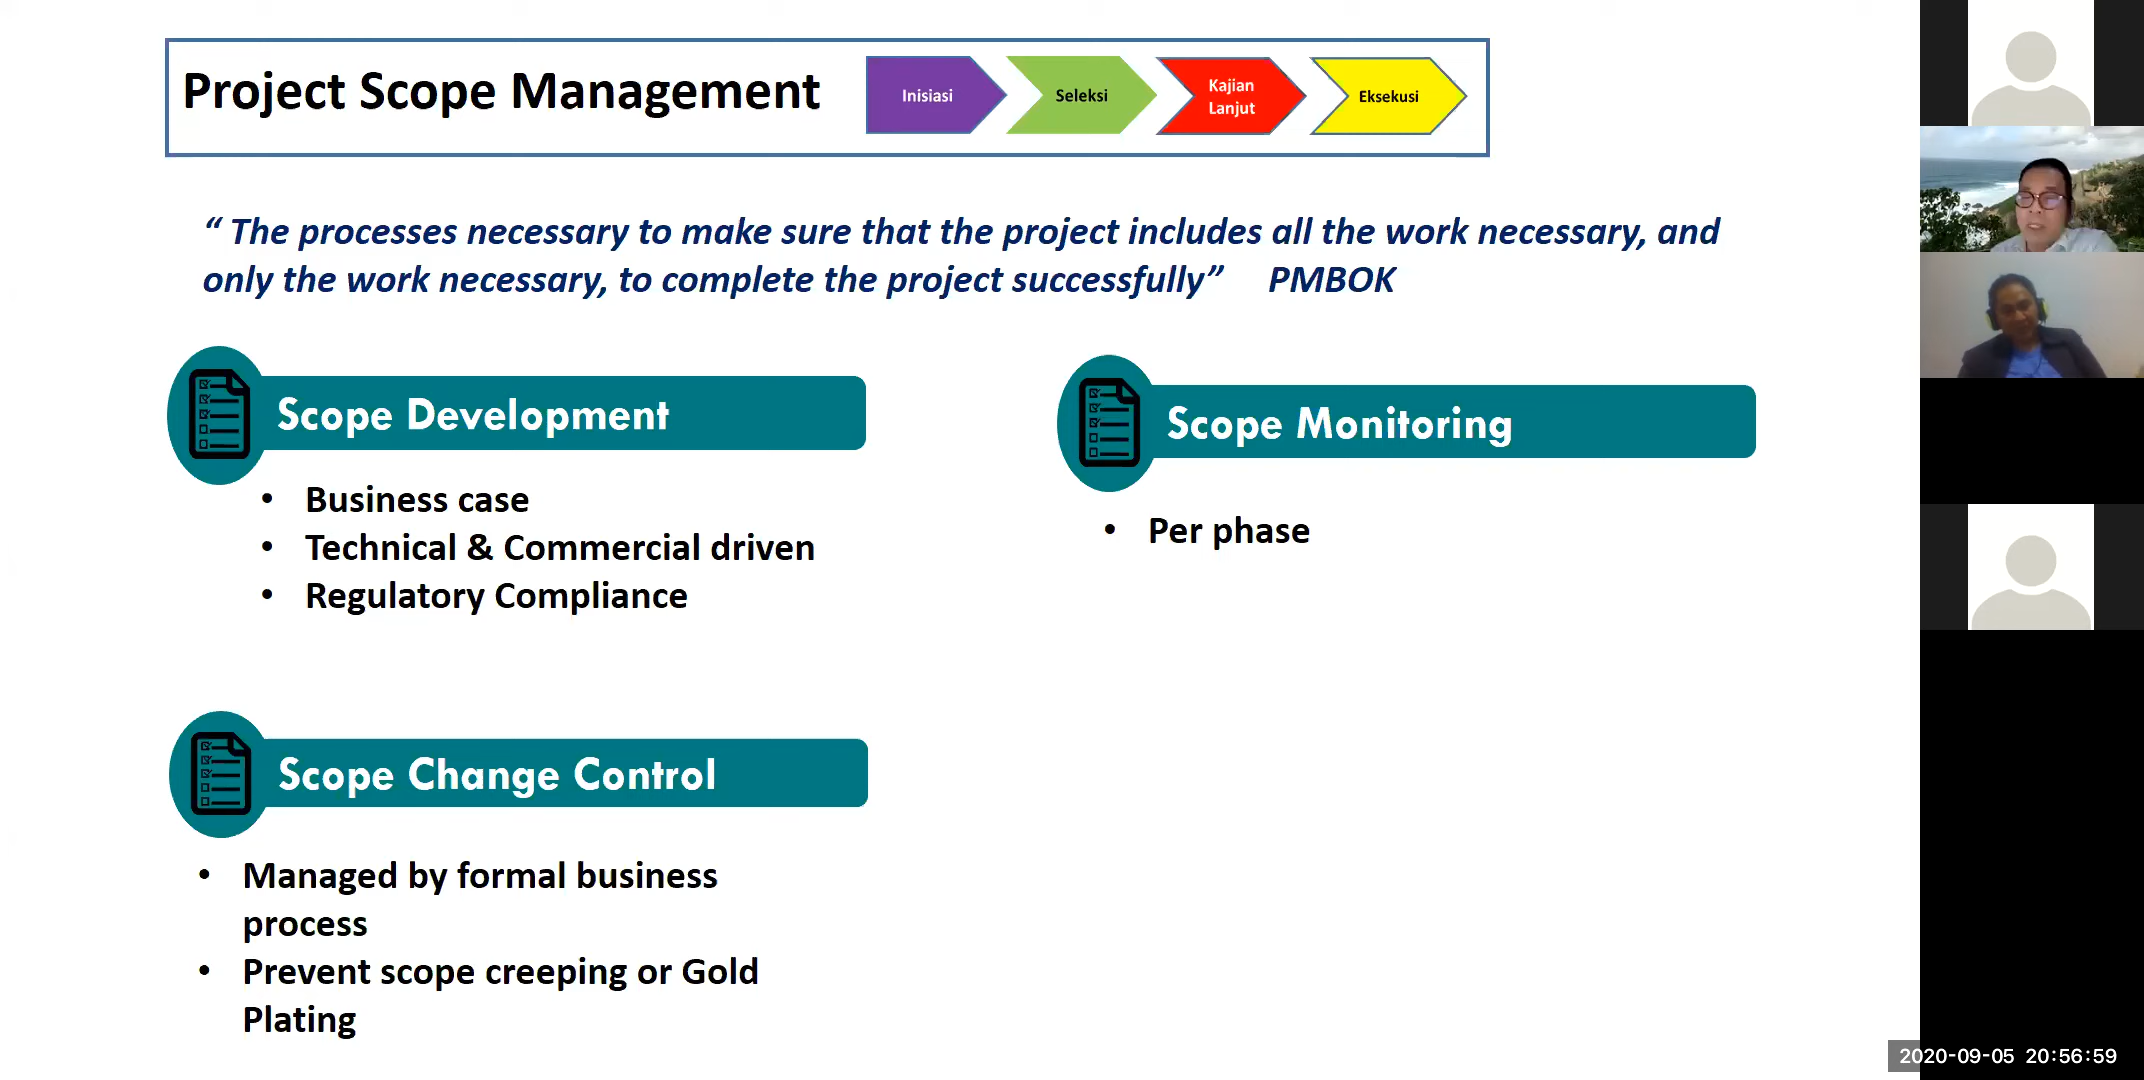 Project Scope Management
Inisiasi
Seleksi
Kajian
Lanjut
Eksekusi
“ The processes necessary to make sure that the project includes all the work necessary, and
only the work necessary, to complete the project successfully” PMBOK
Scope Development
• Business case
• Technical & Commercial driven
• Regulatory Compliance
Scope Monitoring
• Per phase
Scope Change Control
• Managed by formal business
process
• Prevent scope creeping or Gold
Plating
2020-09-05 20:56:59